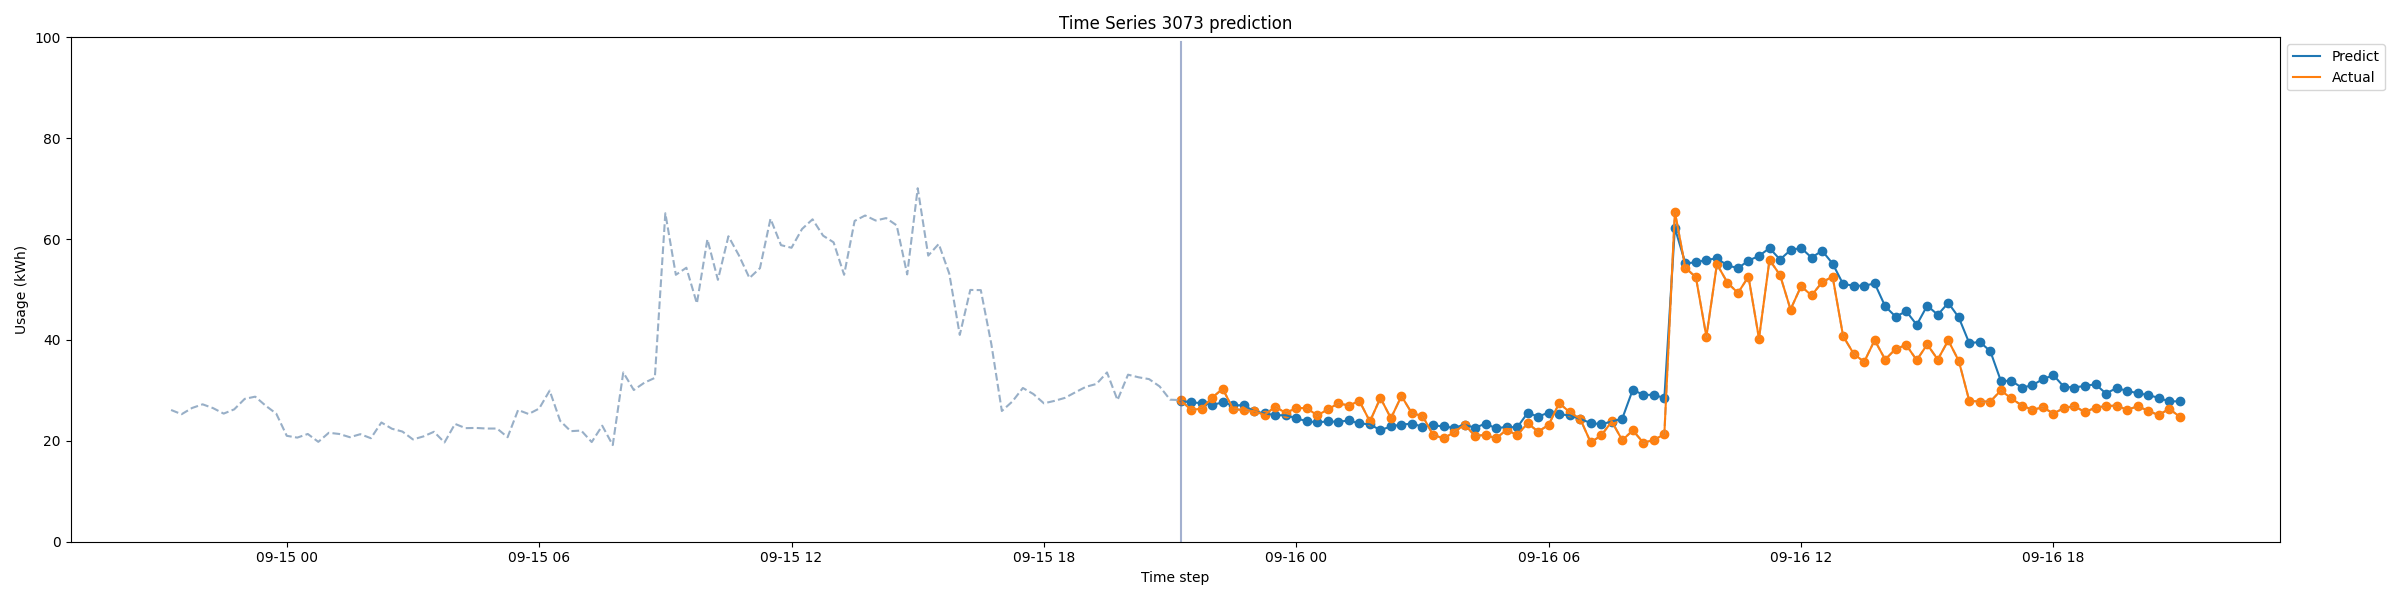 Time Series 3073 prediction
100
80
60
40
20
0
Usage (kWh)
09-15 00
09-15 06
09-15 12
09-15 18
09-16 00
09-16 06
09-16 12
09-16 18
Time step
Predict
Actual